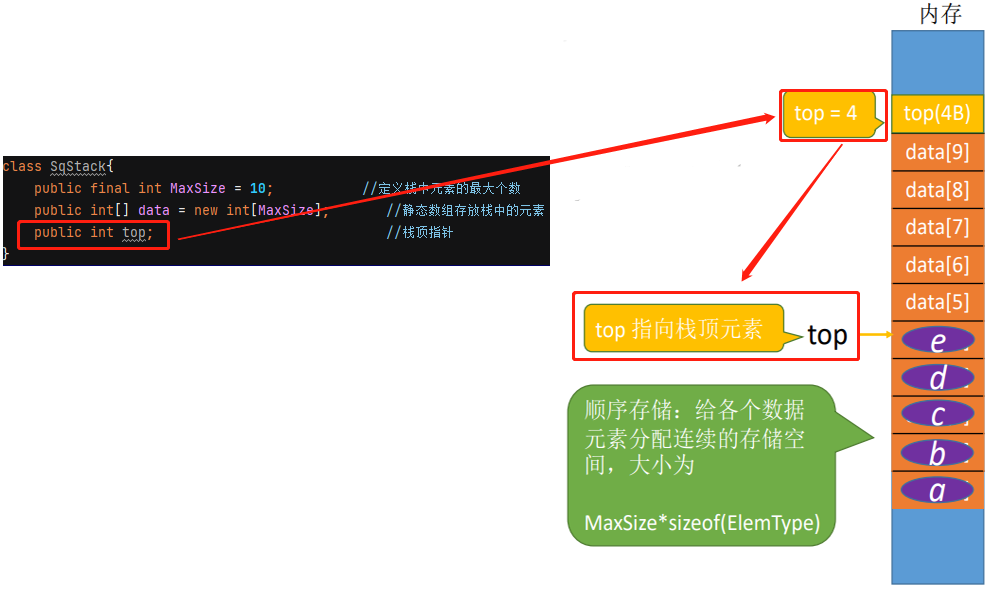 内存
class SqStack{
public final int MaxSize = 10; //定义栈中元素的最大个数
public int[] data = new int[MaxSize]; //静态数组存放栈中的元素
public int top; //栈顶指针
}
top = 4
top(4B)
data[9]
data[8]
data[7]
data[6]
data[5]
top 指向栈顶元素
top
e
d
c
b
a
顺序存储：给各个数据
元素分配连续的存储空
间，大小为
MaxSize*sizeof(ElemType)